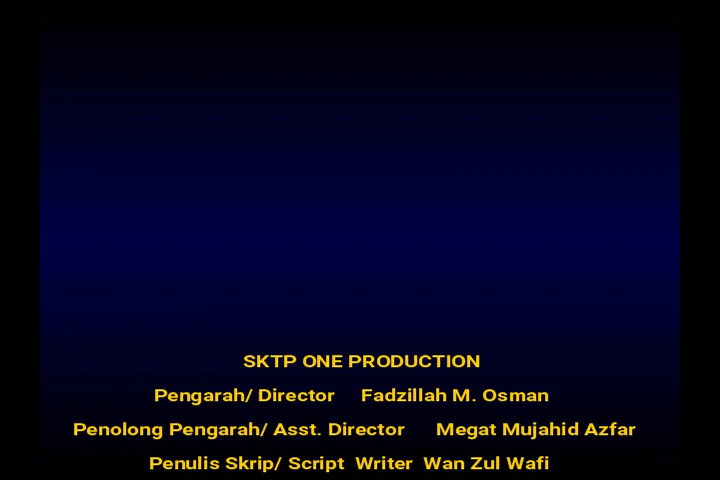 SKTP ONE PRODUCTION
Pengarah/ Director Fadzillah M. Osman
Penolong Pengarah/ Asst. Director Megat Mujahid Azfar
Penulis Skrip/ Script Writer Wan Zul Wafi